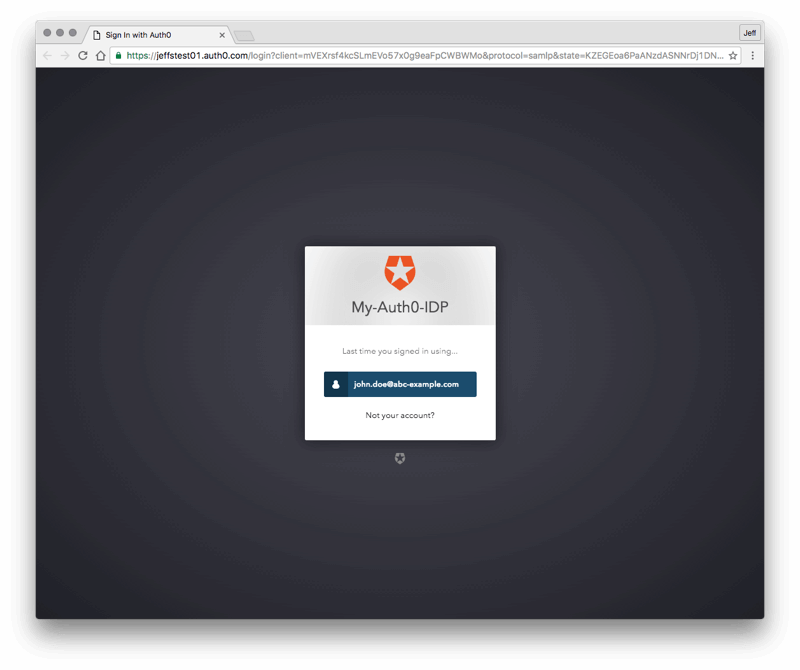 Sign In with Auth0
Jeff
https://jeffstest01.auth0.com/login?client=mVEXrsf4kcSLmEVo57x0g9eaFpCWBWMo&protocol=samlp&state=KZEGEoa6PaANzdASNNrDj1DN...
My-Auth0-IDP
Last time you signed in using...
john.doe@abc-example.com
Not your account?